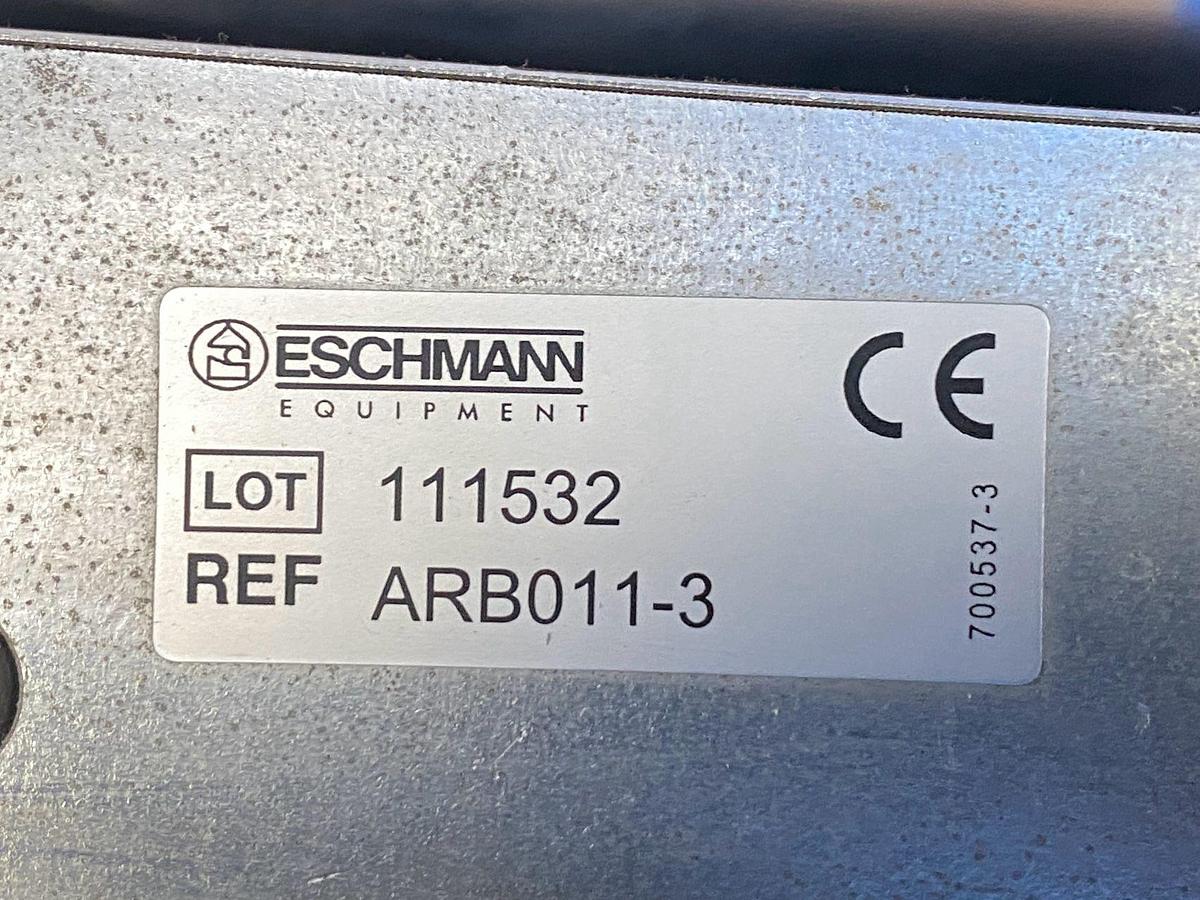 ESCHMANN
EQUIPMENT
CE
LOT 111532
REF ARB011-3
700537-3